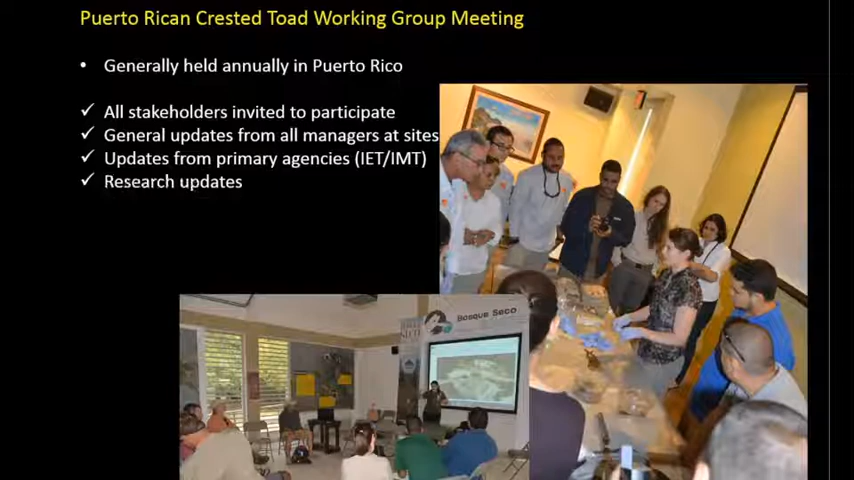 Puerto Rican Crested Toad Working Group Meeting
• Generally held annually in Puerto Rico
✓ All stakeholders invited to participate
✓ General updates from all managers at sites
✓ Updates from primary agencies (IET/IMT)
✓ Research updates
Bosque Seco